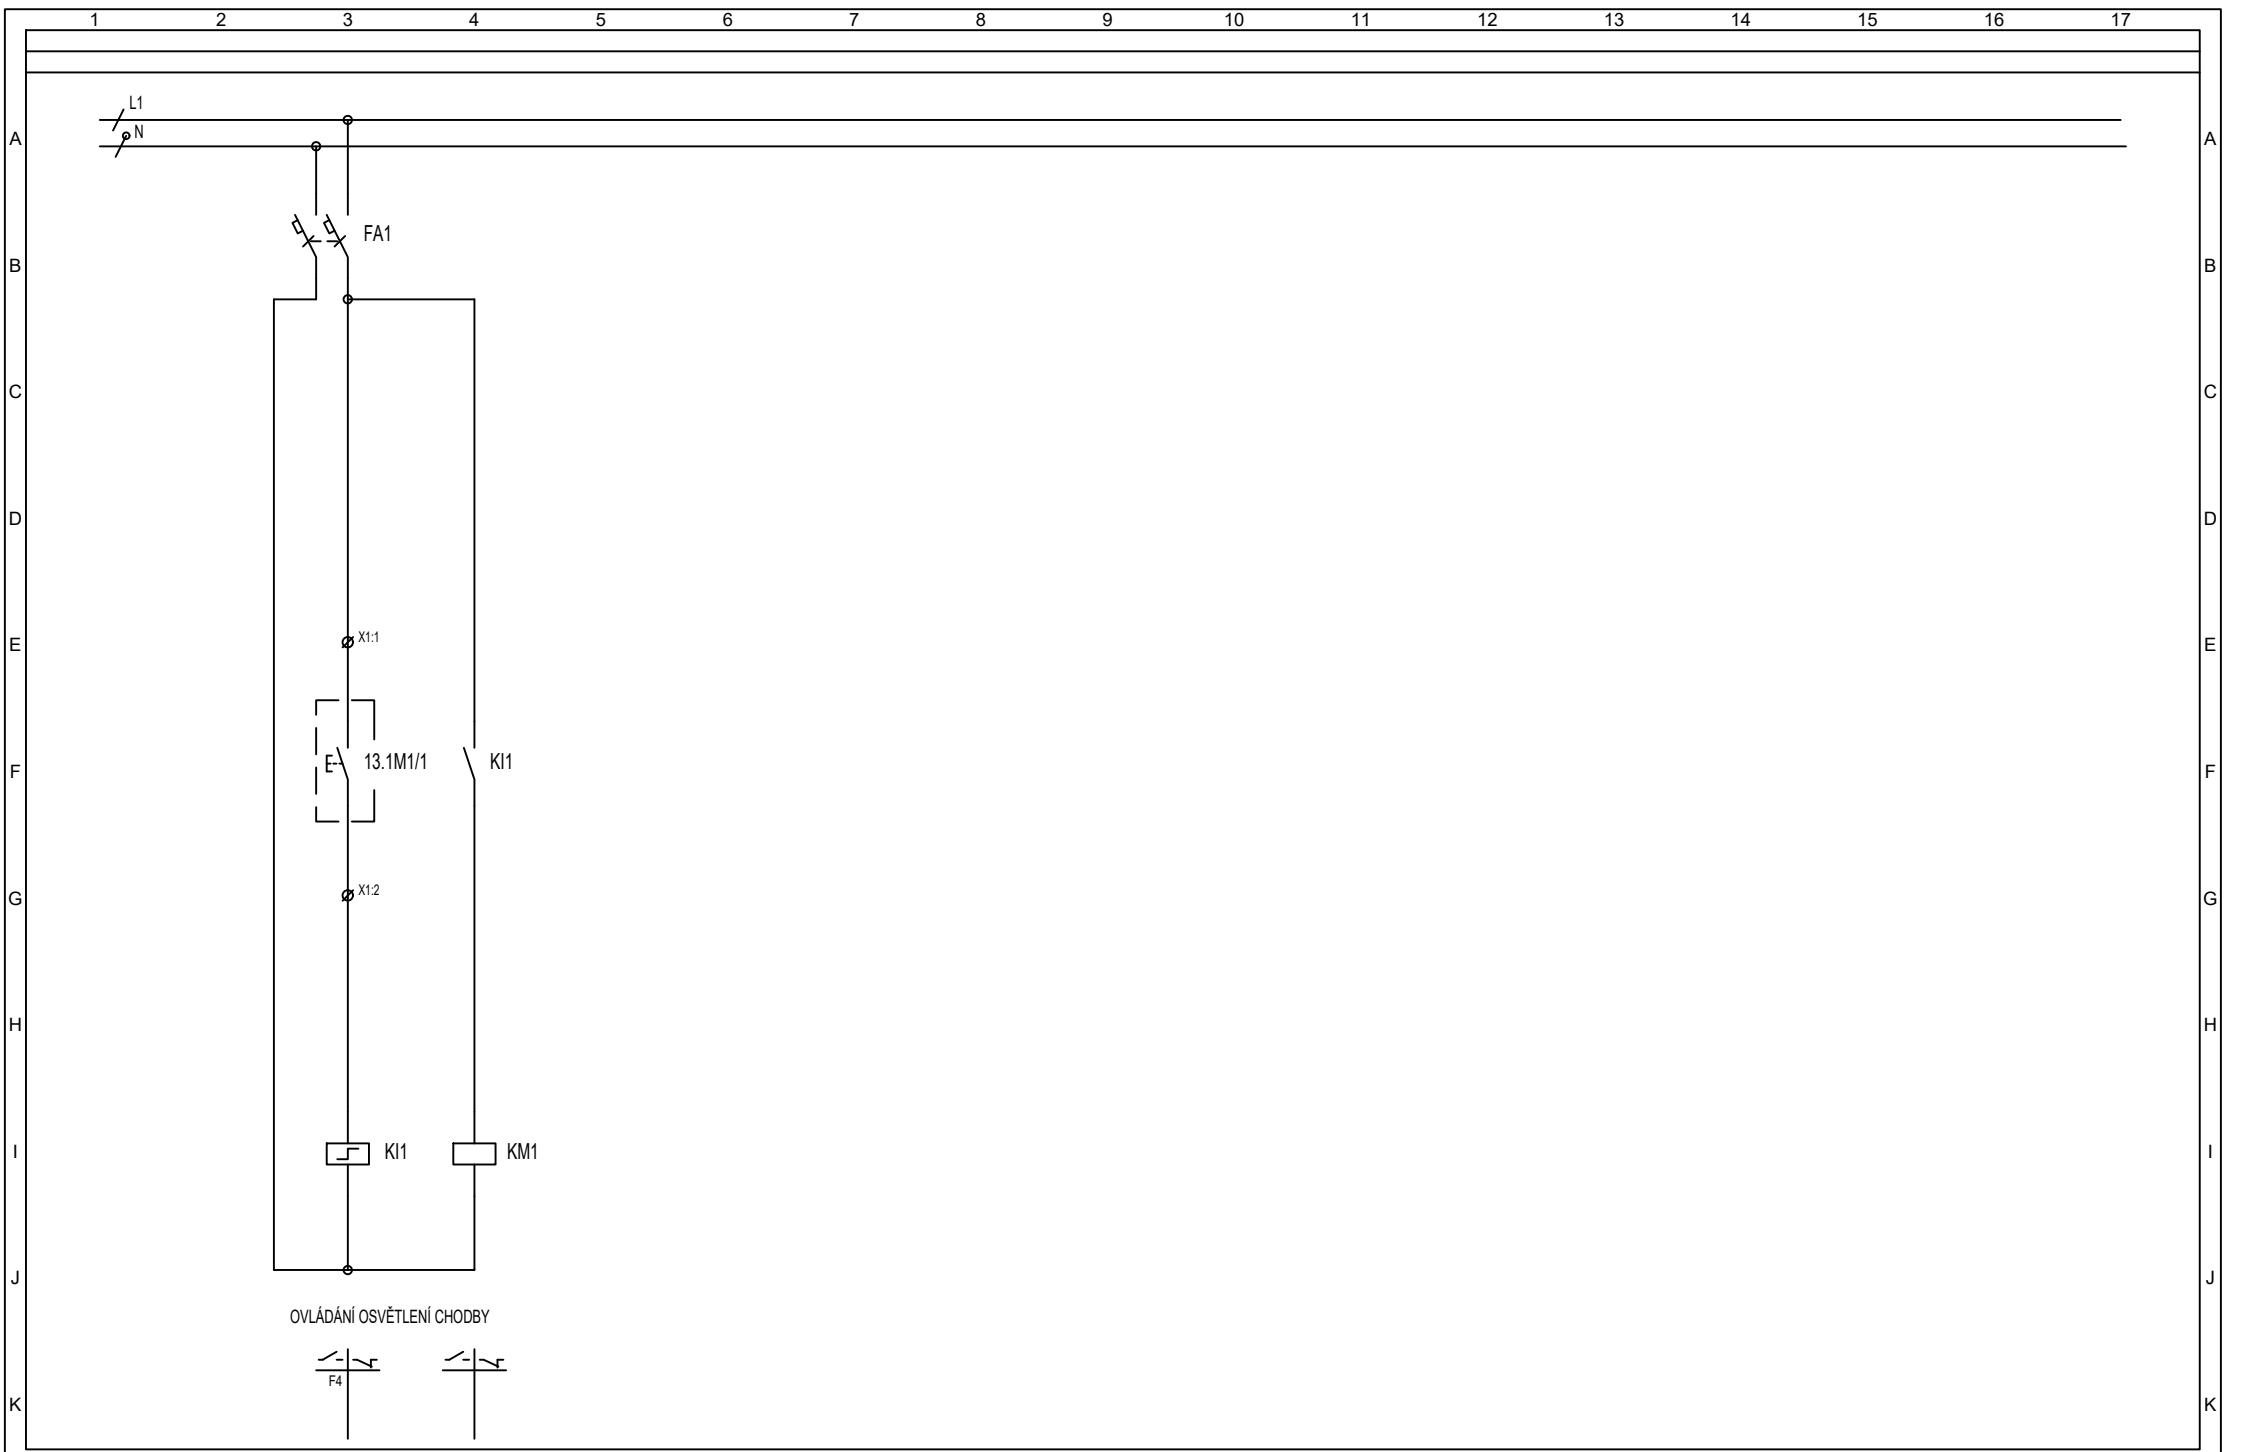 1 2 3 4 5 6 7 8 9 10 11 12 13 14 15 16 17
L1
N
A A
FA1
B B
C C
D D
X1:1
E E
13.1M1/1 KI1
F F
X1:2
G G
H H
KI1 KM1
I I
J J
OVLÁDÁNÍ OSVĚTLENÍ CHODBY
F4
K K